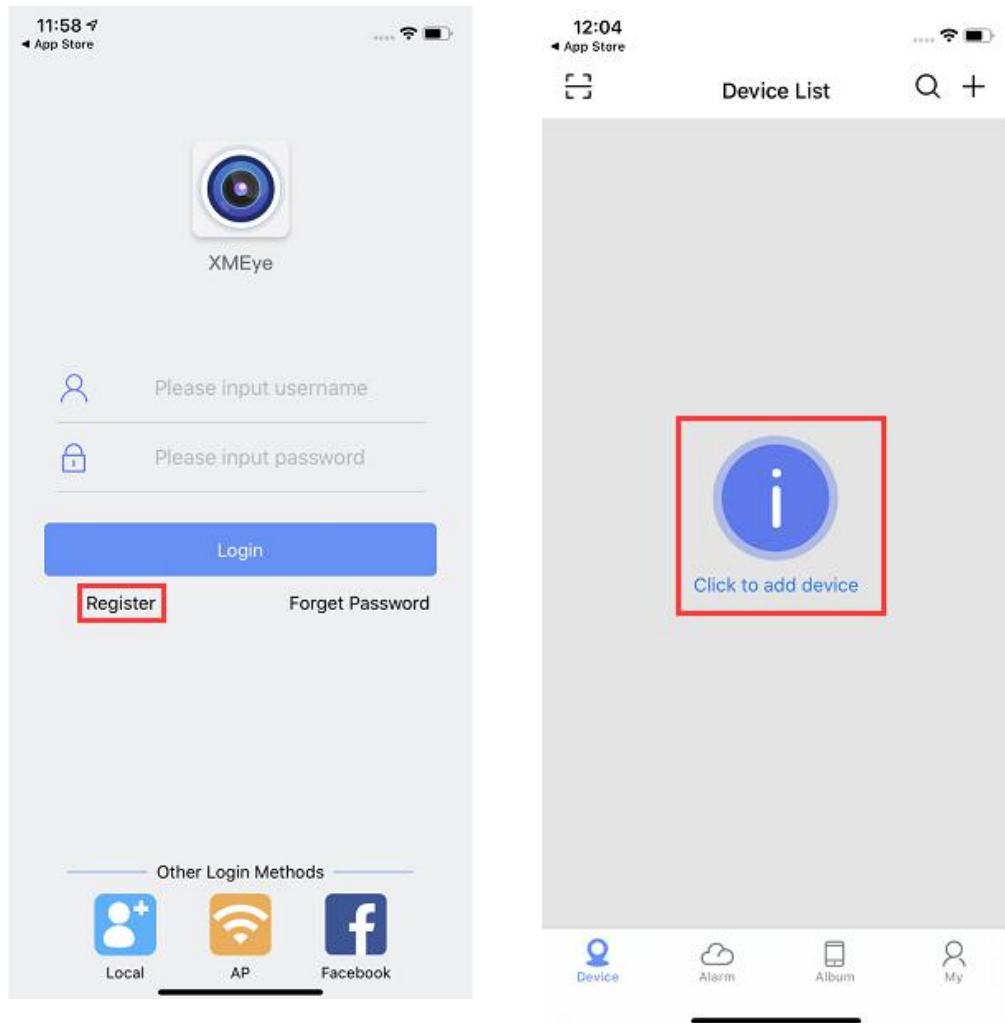 11:58
App Store
XMEye
Please input username
Please input password
Login
Register
Forget Password
Other Login Methods
Local
AP
Facebook
12:04
App Store
Device List
Click to add device
Device
Alarm
Album
My